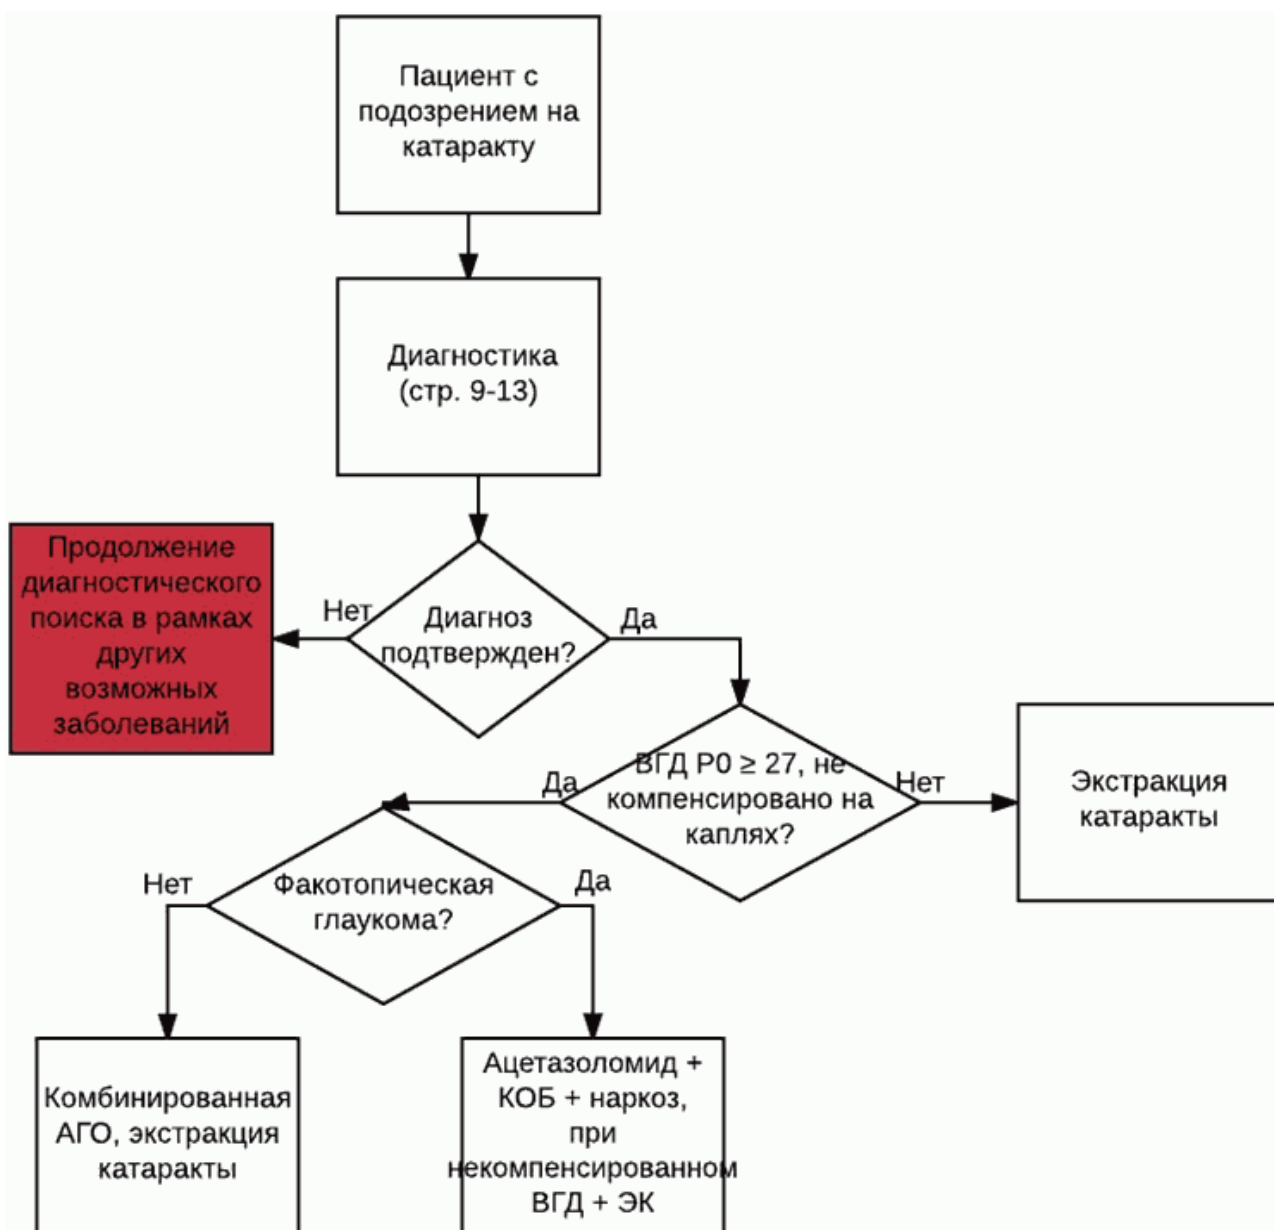 Пациент с
подозрением на
катаракту
Диагностика
(стр. 9-13)
Диагноз
подтвержден?
Нет
Да
Продолжение
диагностического
поиска в рамках
других
возможных
заболеваний
ВГД P0 ≥ 27, не
компенсировано на
каплях?
Да
Нет
Экстракция
катаракты
Факотопическая
глаукома?
Нет
Да
Комбинированная
АГО, экстракция
катаракты
Ацетазоломид +
КОБ + наркоз,
при
некомпенсированном
ВГД + ЭК